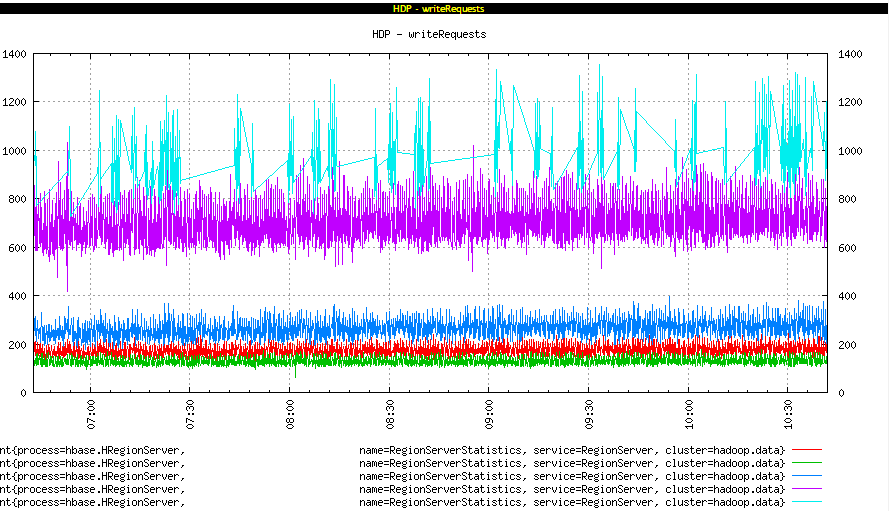 HDP - writeRequests
HDP - writeRequests
1400 1400
1200 1200
1000 1000
800 800
600 600
400 400
200 200
0 0
07:00 07:30 08:00 08:30 09:00 09:30 10:00 10:30
nt{process=hbase.HRegionServer, name=RegionServerStatistics, service=RegionServer, cluster=hadoop.data}
nt{process=hbase.HRegionServer, name=RegionServerStatistics, service=RegionServer, cluster=hadoop.data}
nt{process=hbase.HRegionServer, name=RegionServerStatistics, service=RegionServer, cluster=hadoop.data}
nt{process=hbase.HRegionServer, name=RegionServerStatistics, service=RegionServer, cluster=hadoop.data}
nt{process=hbase.HRegionServer, name=RegionServerStatistics, service=RegionServer, cluster=hadoop.data}